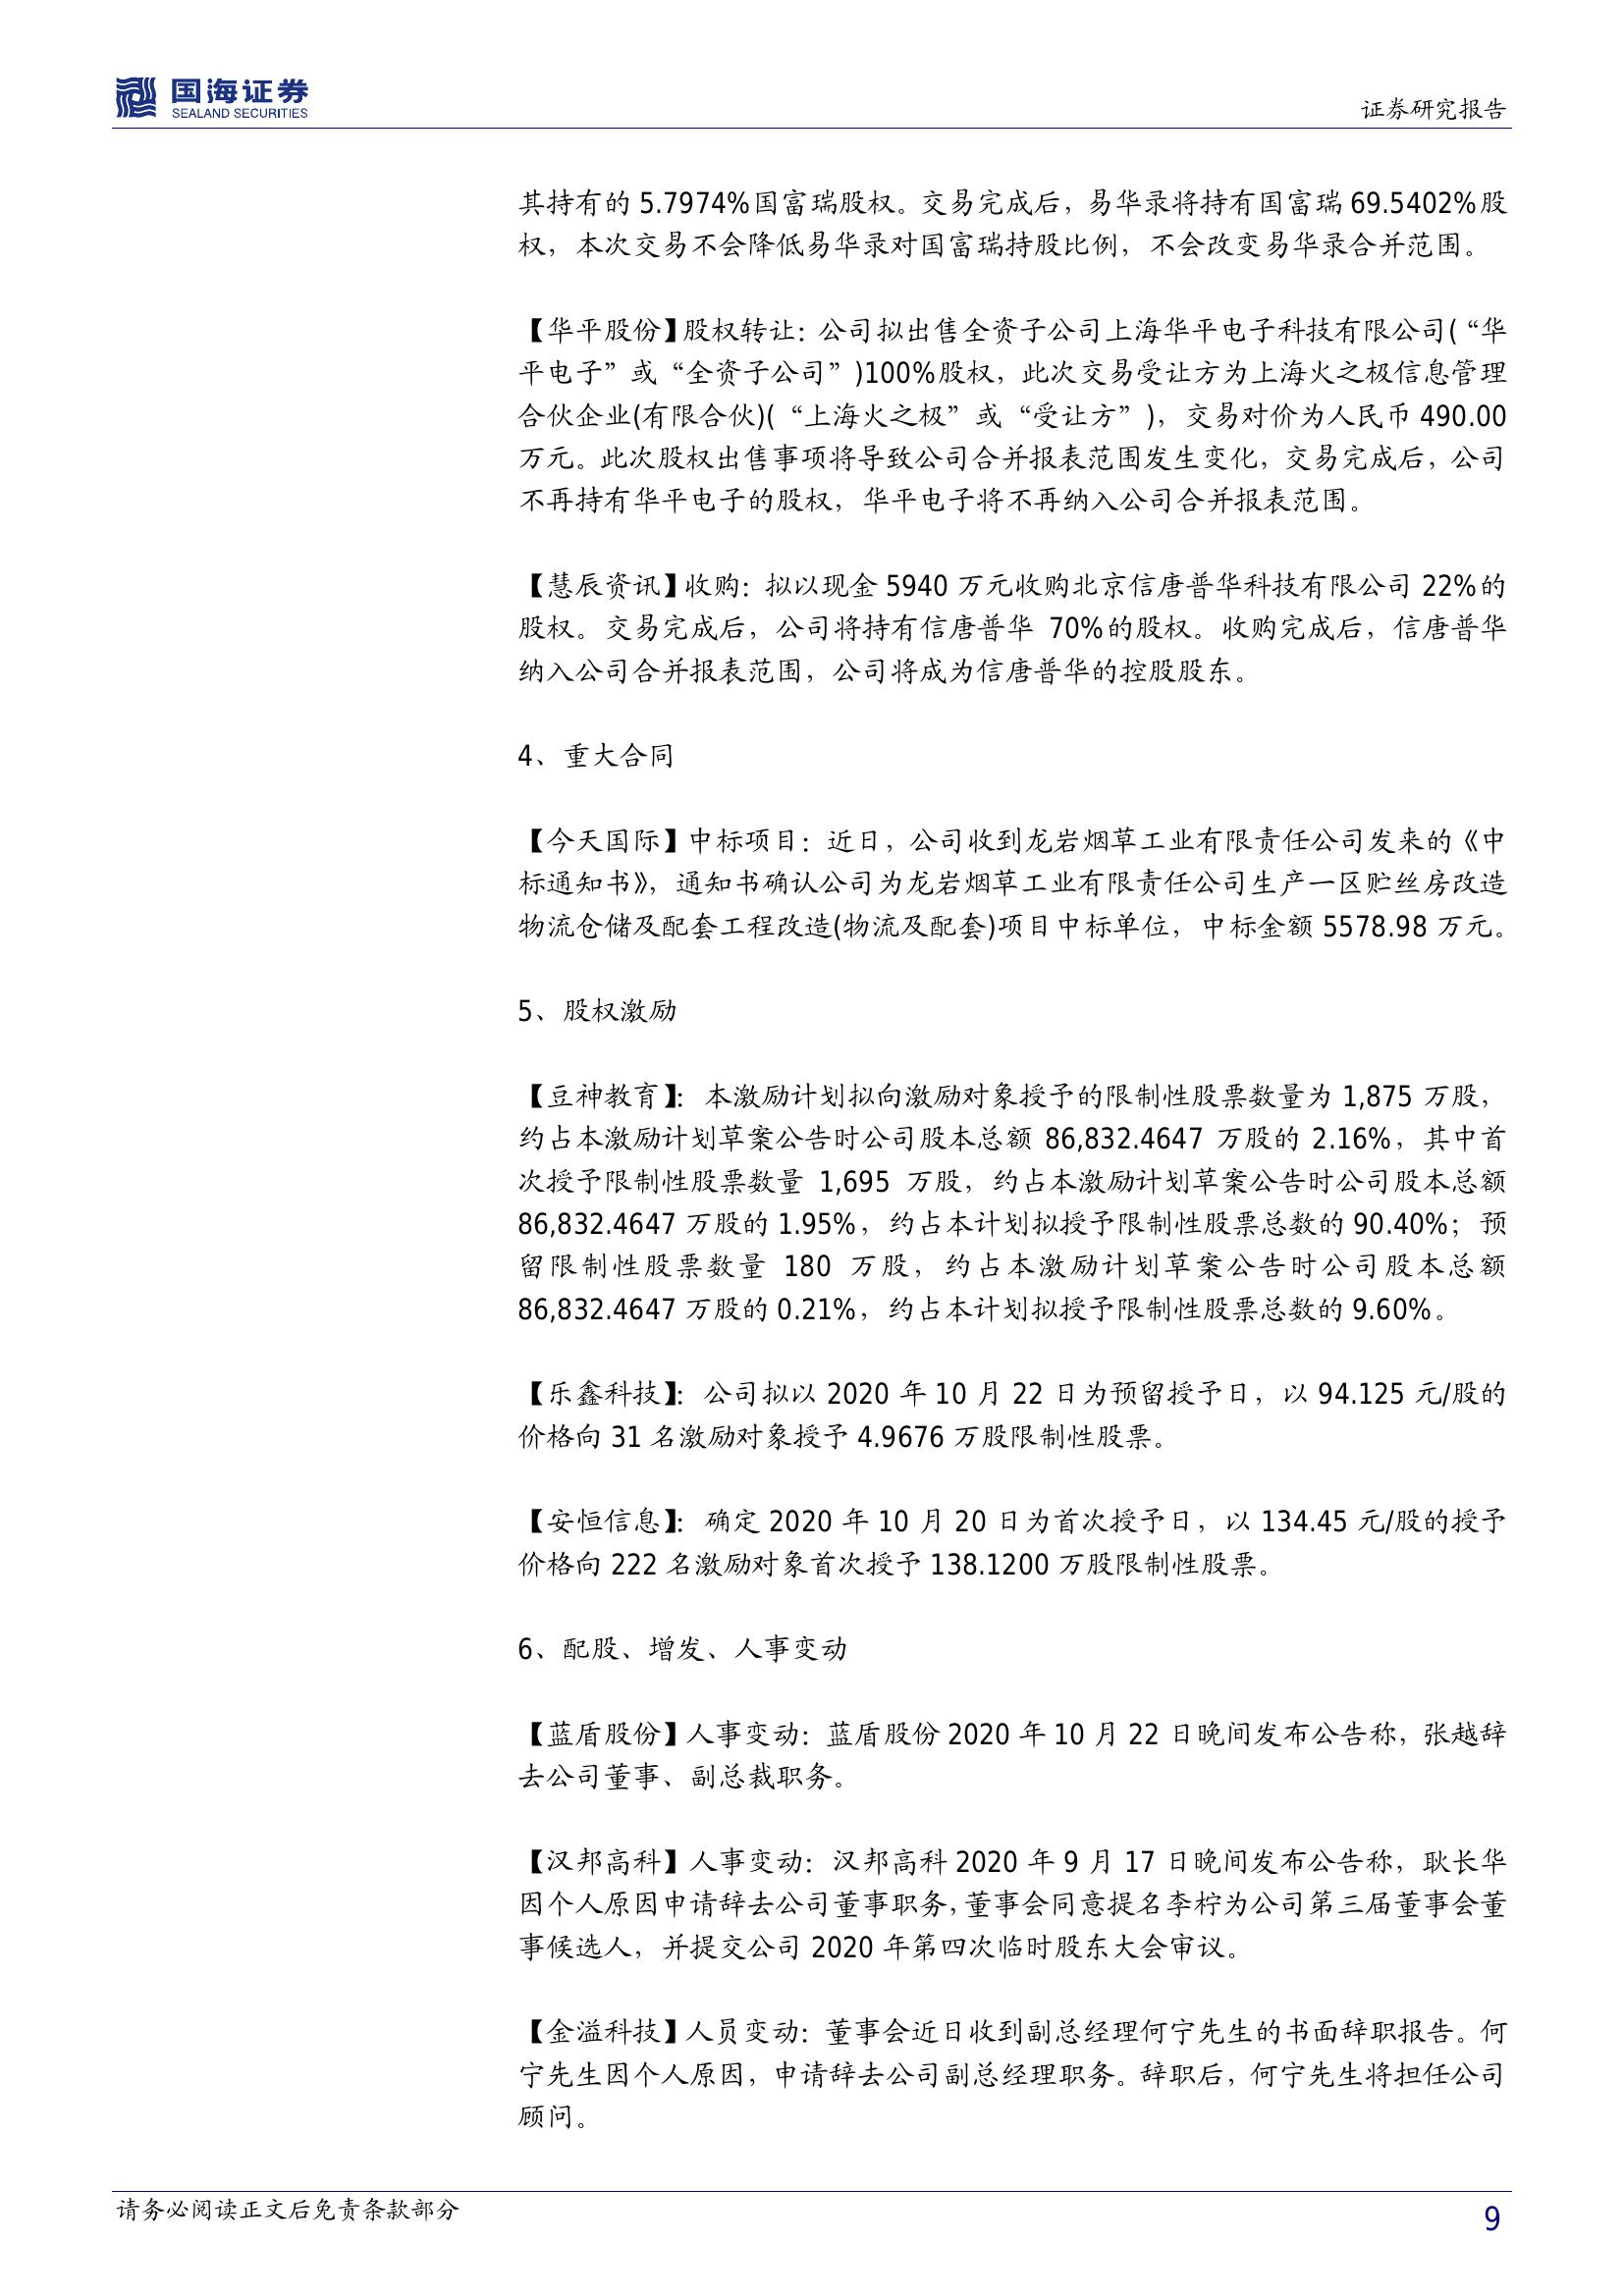 国海证券
SEALAND SECURITIES
证券研究报告
其持有的 5.7974%国富瑞股权。交易完成后，易华录将持有国富瑞 69.5402%股
权，本次交易不会降低易华录对国富瑞持股比例，不会改变易华录合并范围。
【华平股份】股权转让：公司拟出售全资子公司上海华平电子科技有限公司(“华
平电子”或“全资子公司”)100%股权，此次交易受让方为上海火之极信息管理
合伙企业(有限合伙)(“上海火之极”或“受让方”)，交易对价为人民币 490.00
万元。此次股权出售事项将导致公司合并报表范围发生变化，交易完成后，公司
不再持有华平电子的股权，华平电子将不再纳入公司合并报表范围。
【慧辰资讯】收购：拟以现金 5940 万元收购北京信唐普华科技有限公司 22%的
股权。交易完成后，公司将持有信唐普华 70%的股权。收购完成后，信唐普华
纳入公司合并报表范围，公司将成为信唐普华的控股股东。
4、重大合同
【今天国际】中标项目：近日，公司收到龙岩烟草工业有限责任公司发来的《中
标通知书》，通知书确认公司为龙岩烟草工业有限责任公司生产一区贮丝房改造
物流仓储及配套工程改造(物流及配套)项目中标单位，中标金额 5578.98 万元。
5、股权激励
【豆神教育】：本激励计划拟向激励对象授予的限制性股票数量为 1,875 万股，
约占本激励计划草案公告时公司股本总额 86,832.4647 万股的 2.16%，其中首
次授予限制性股票数量 1,695 万股，约占本激励计划草案公告时公司股本总额
86,832.4647 万股的 1.95%，约占本计划拟授予限制性股票总数的 90.40%；预
留限制性股票数量 180 万股，约占本激励计划草案公告时公司股本总额
86,832.4647 万股的 0.21%，约占本计划拟授予限制性股票总数的 9.60%。
【乐鑫科技】：公司拟以 2020 年 10 月 22 日为预留授予日，以 94.125 元/股的
价格向 31 名激励对象授予 4.9676 万股限制性股票。
【安恒信息】：确定 2020 年 10 月 20 日为首次授予日，以 134.45 元/股的授予
价格向 222 名激励对象首次授予 138.1200 万股限制性股票。
6、配股、增发、人事变动
【蓝盾股份】人事变动：蓝盾股份 2020 年 10 月 22 日晚间发布公告称，张越辞
去公司董事、副总裁职务。
【汉邦高科】人事变动：汉邦高科 2020 年 9 月 17 日晚间发布公告称，耿长华
因个人原因申请辞去公司董事职务，董事会同意提名李柠为公司第三届董事会董
事候选人，并提交公司 2020 年第四次临时股东大会审议。
【金溢科技】人员变动：董事会近日收到副总经理何宁先生的书面辞职报告。何
宁先生因个人原因，申请辞去公司副总经理职务。辞职后，何宁先生将担任公司
顾问。
请务必阅读正文后免责条款部分
9